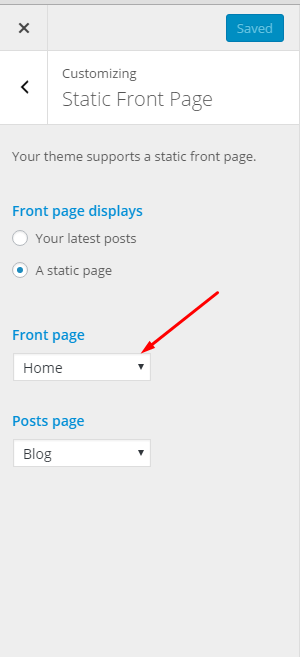 Saved
Customizing
Static Front Page
Your theme supports a static front page.
Front page displays
Your latest posts
A static page
Front page
Home
Posts page
Blog